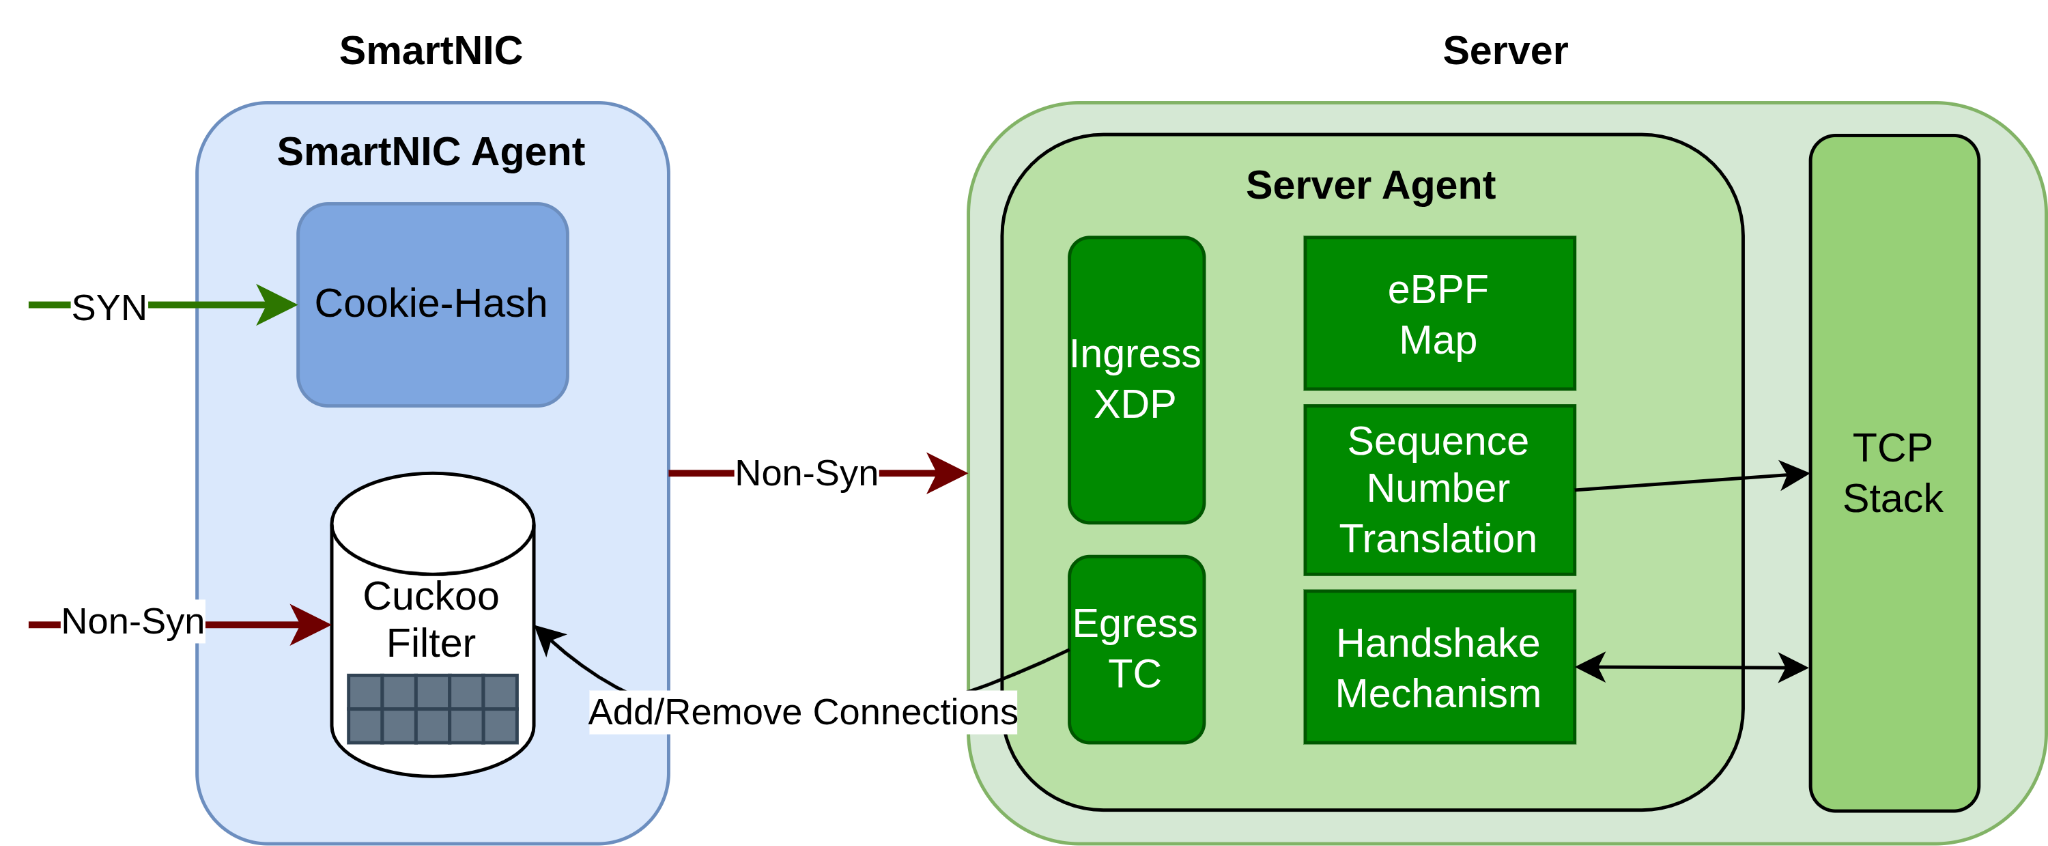 SmartNIC
Server
SmartNIC Agent
Cookie-Hash
SYN
Non-Syn
Cuckoo
Filter
Non-Syn
Add/Remove Connections
Server Agent
Ingress
XDP
Egress
TC
eBPF
Map
Sequence
Number
Translation
Handshake
Mechanism
TCP
Stack